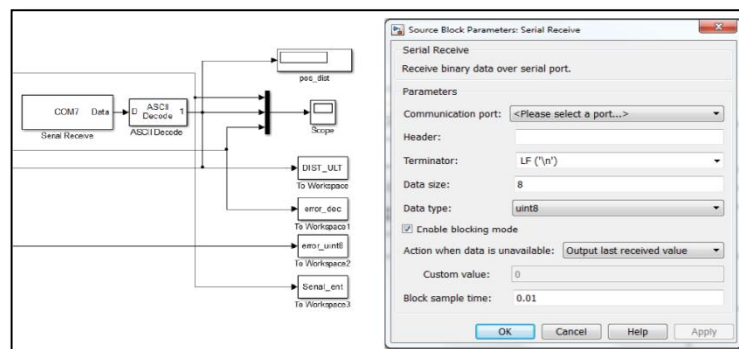 pos_dist
COM7 Data
Serial Receive
D ASCII Decode 1
ASCII Decode
Scope
DIST_ULT
To Workspace
error_dec
To Workspace1
error_uint8
To Workspace2
Serial_ent
To Workspace3
Source Block Parameters: Serial Receive
Serial Receive
Receive binary data over serial port.
Parameters
Communication port: <Please select a port...>
Header:
Terminator: LF ('\n')
Data size: 8
Data type: uint8
Enable blocking mode
Action when data is unavailable: Output last received value
Custom value: 0
Block sample time: 0.01
OK Cancel Help Apply